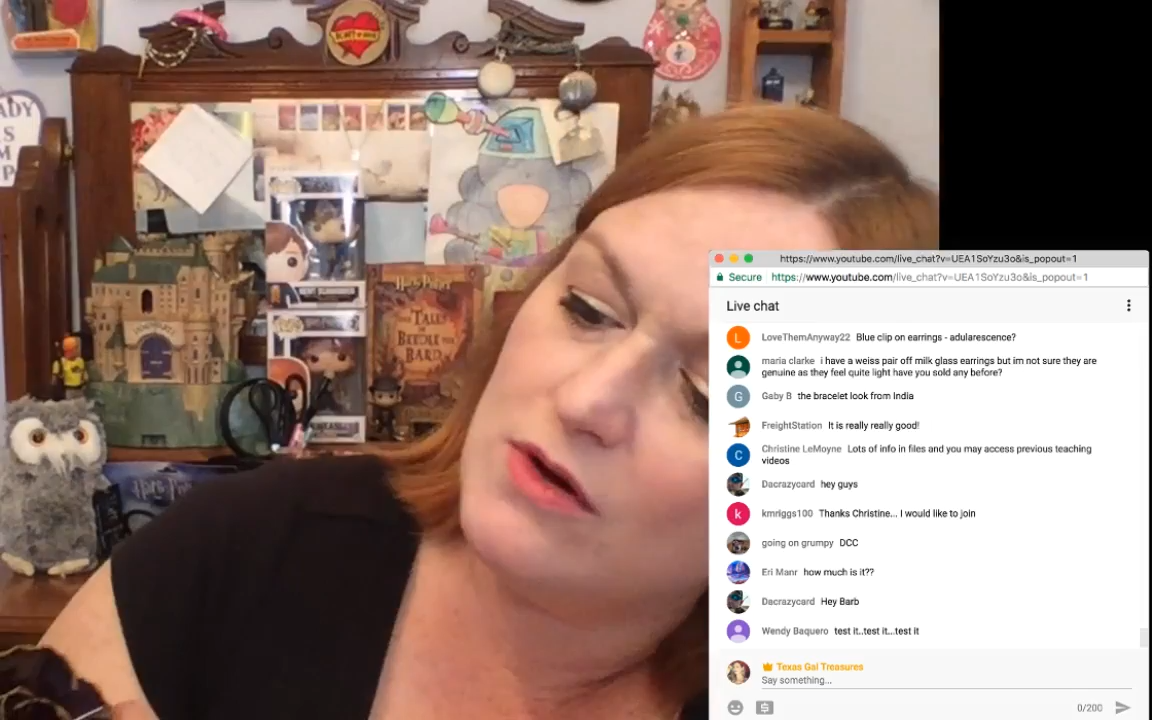 ADY
S
M
P
HOGWARTS
Harry Potter
THE
TALES
OF
BEEDLE THE
BARD
Harry Potter
https://www.youtube.com/live_chat?v=UEA1SoYzu3o&is_popout=1
Secure https://www.youtube.com/live_chat?v=UEA1SoYzu3o&is_popout=1
Live chat
L LoveThemAnyway22 Blue clip on earrings - adularescence?
maria clarke i have a weiss pair off milk glass earrings but im not sure they are
genuine as they feel quite light have you sold any before?
G Gaby B the bracelet look from India
FreightStation It is really really good!
C Christine LeMoyne Lots of info in files and you may access previous teaching
videos
Dacrazycard hey guys
k kmriggs100 Thanks Christine... I would like to join
going on grumpy DCC
Eri Manr how much is it??
Dacrazycard Hey Barb
Wendy Baquero test it..test it...test it
Texas Gal Treasures
Say something...
0/200